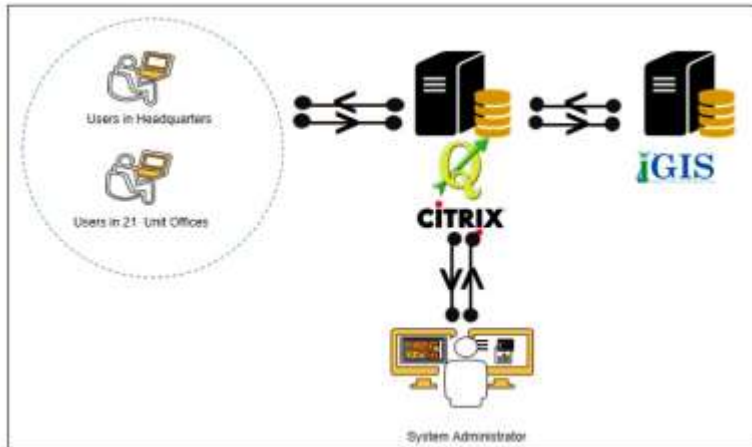 Users in Headquarters
Users in 21 Unit Offices
Q
CITRIX
iGIS
System Administrator